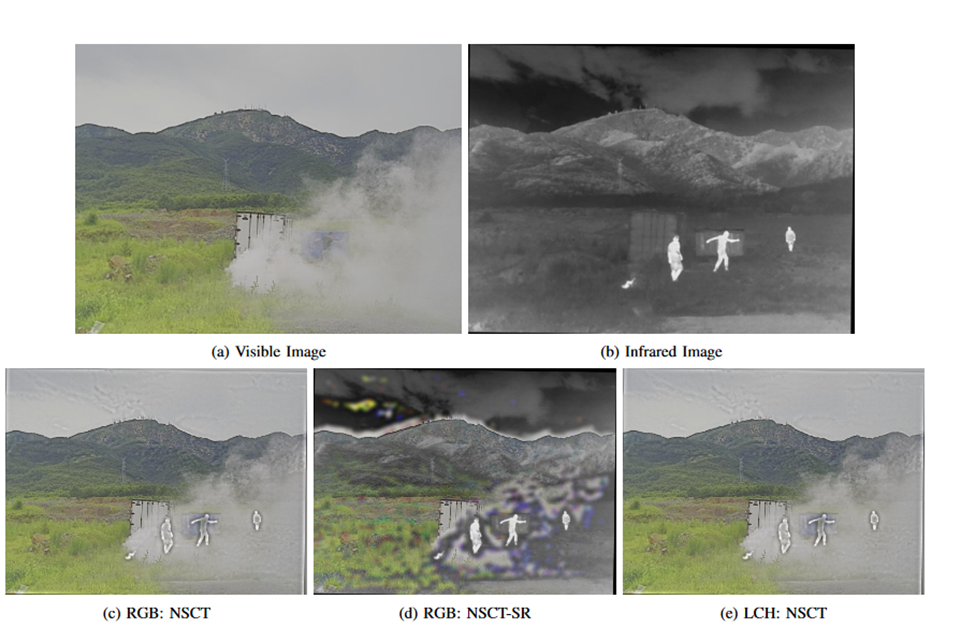 (a) Visible Image
(b) Infrared Image
(c) RGB: NSCT
(d) RGB: NSCT-SR
(e) LCH: NSCT